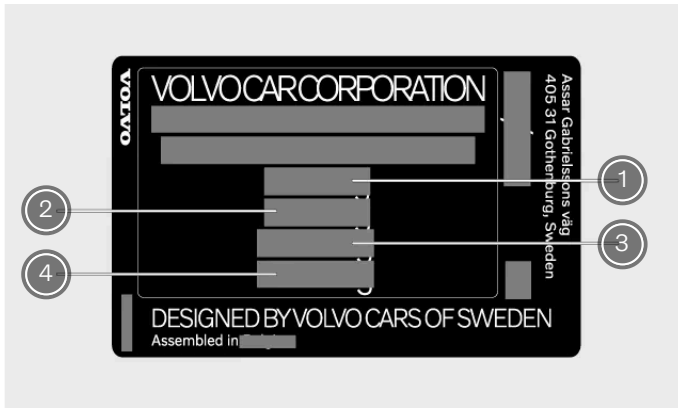 VOLVO
VOLVO CAR CORPORATION
Assar Gabrielssons väg
405 31 Gothenburg, Sweden
1
2
3
4
DESIGNED BY VOLVO CARS OF SWEDEN
Assembled in